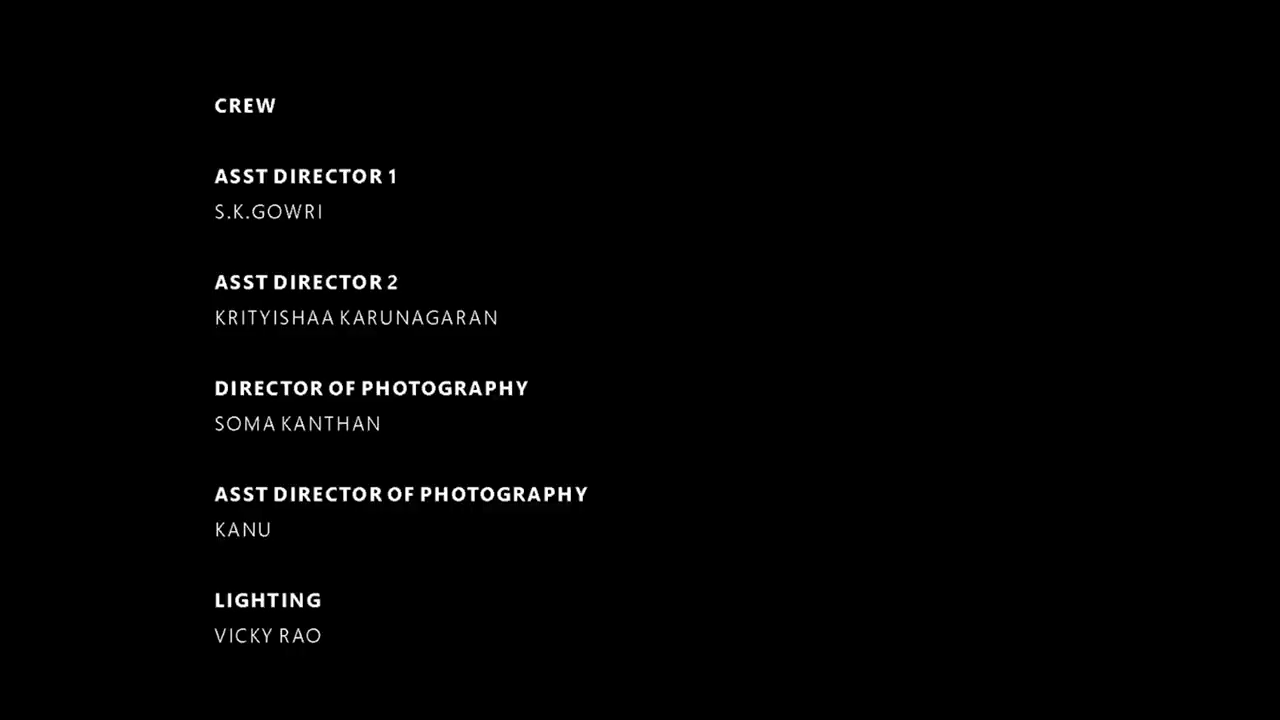 CREW
ASST DIRECTOR 1
S.K.GOWRI
ASST DIRECTOR 2
KRITYISHAA KARUNAGARAN
DIRECTOR OF PHOTOGRAPHY
SOMA KANTHAN
ASST DIRECTOR OF PHOTOGRAPHY
KANU
LIGHTING
VICKY RAO